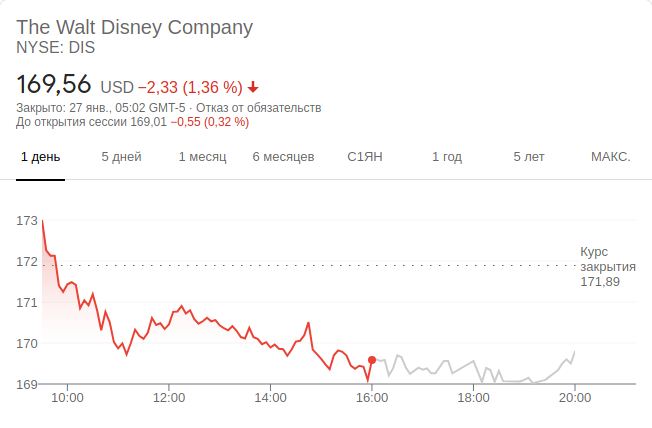 The Walt Disney Company
NYSE: DIS
169,56 USD −2,33 (1,36 %)
Закрыто: 27 янв., 05:02 GMT-5 · Отказ от обязательств
До открытия сессии 169,01 −0,55 (0,32 %)
1 день 5 дней 1 месяц 6 месяцев С1ЯН 1 год 5 лет МАКС.
173
172
171
170
169
Курс
закрытия
171,89
10:00 12:00 14:00 16:00 18:00 20:00